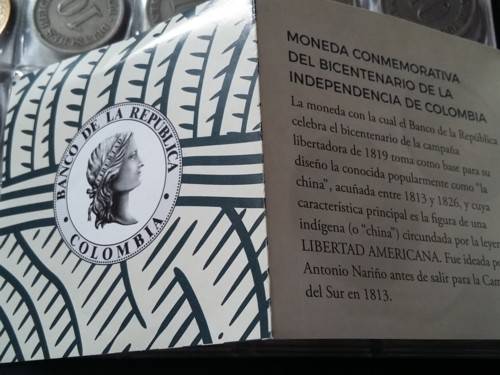 BANCO DE LA REPÚBLICA
• COLOMBIA •
MONEDA CONMEMORATIVA
DEL BICENTENARIO DE LA
INDEPENDENCIA DE COLOMBIA
La moneda con la cual el Banco de la República
celebra el bicentenario de la campaña
libertadora de 1819 toma como base para su
diseño la conocida popularmente como "la
china", acuñada entre 1813 y 1826, y cuya
característica principal es la figura de una
indígena (o "china") circundada por la
LIBERTAD AMERICANA. Fue ideada
Antonio Nariño antes de salir para la
del Sur en 1813.